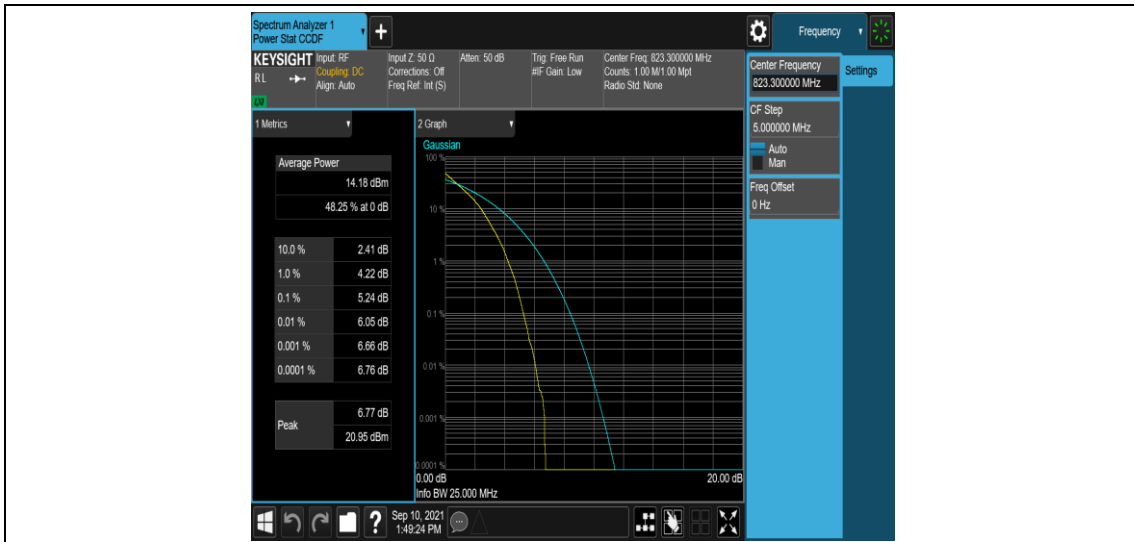 Spectrum Analyzer 1
Power Stat CCDF
+
Frequency
KEYSIGHT
RL
LXI
Input: RF
Coupling: DC
Align: Auto
Input Z: 50 Ω
Corrections: Off
Freq Ref: Int (S)
Atten: 50 dB
Trig: Free Run
#IF Gain: Low
Center Freq: 823.300000 MHz
Counts: 1.00 M/1.00 Mpt
Radio Std: None
Center Frequency
823.300000 MHz
Settings
CF Step
5.000000 MHz
Auto
Man
Freq Offset
0 Hz
1 Metrics
Average Power
14.18 dBm
48.25 % at 0 dB
10.0 % 2.41 dB
1.0 % 4.22 dB
0.1 % 5.24 dB
0.01 % 6.05 dB
0.001 % 6.66 dB
0.0001 % 6.76 dB
Peak
6.77 dB
20.95 dBm
2 Graph
Gaussian
100 %
10 %
1 %
0.1 %
0.01 %
0.001 %
0.0001 %
0.00 dB 20.00 dB
Info BW 25.000 MHz
?
Sep 10, 2021
1:49:24 PM